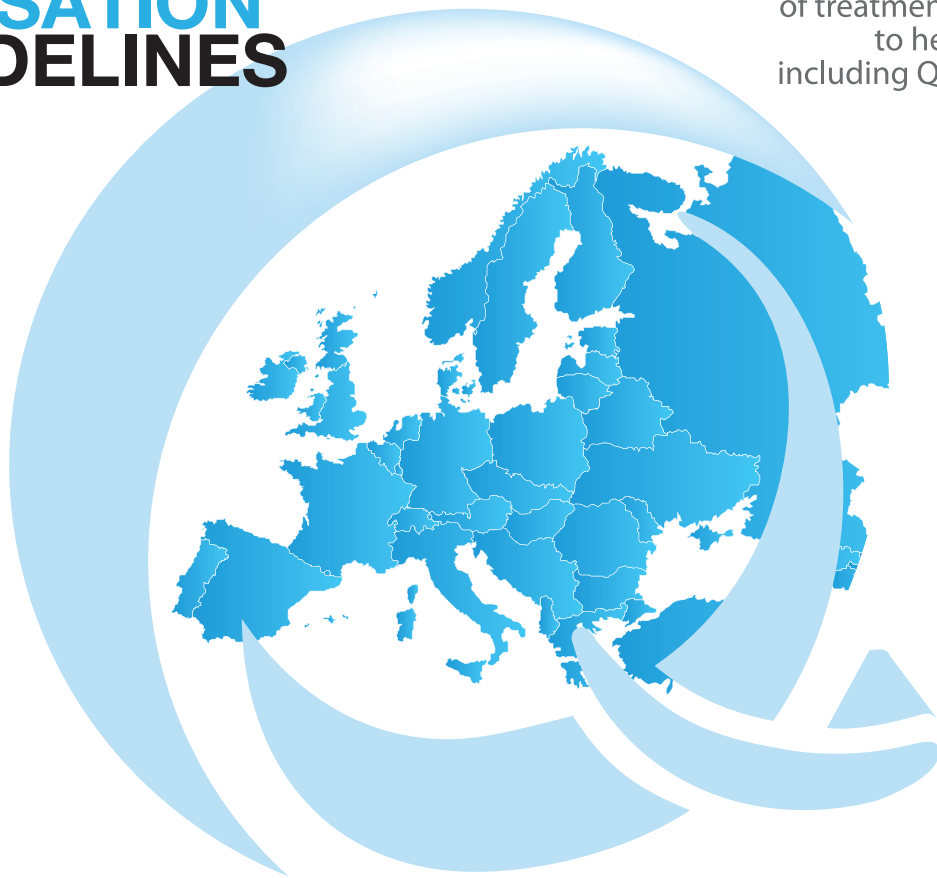 SATION
DELINES
of treatmen
to he
including Q